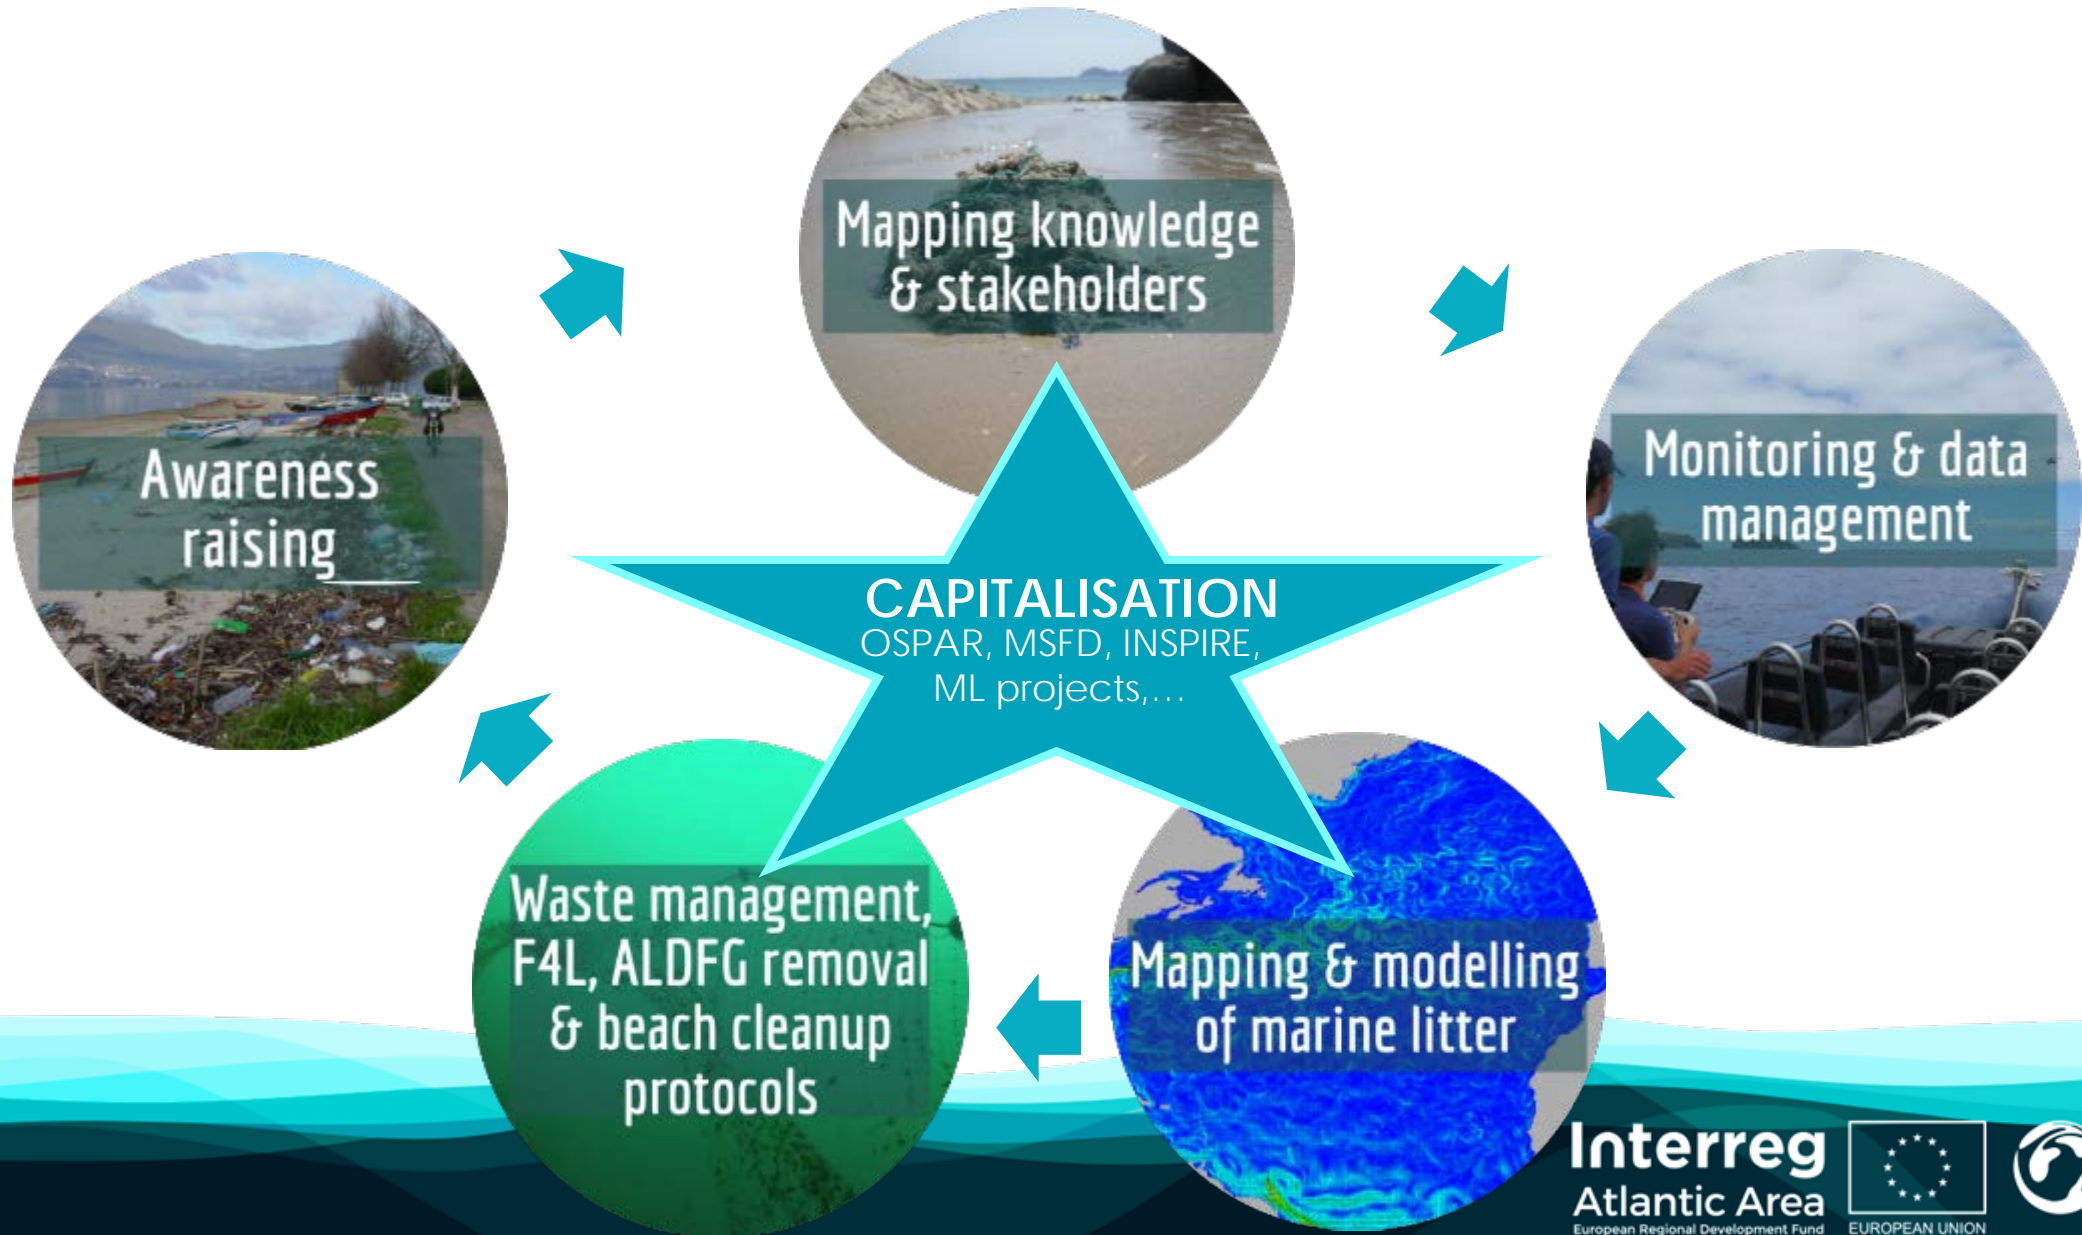 Mapping knowledge
& stakeholders
Awareness
raising
Monitoring & data
management
CAPITALISATION
OSPAR, MSFD, INSPIRE,
ML projects,...
Waste management,
F4L, ALDFG removal
& beach cleanup
protocols
Mapping & modelling
of marine litter
Interreg
Atlantic Area
European Regional Development Fund
EUROPEAN UNION